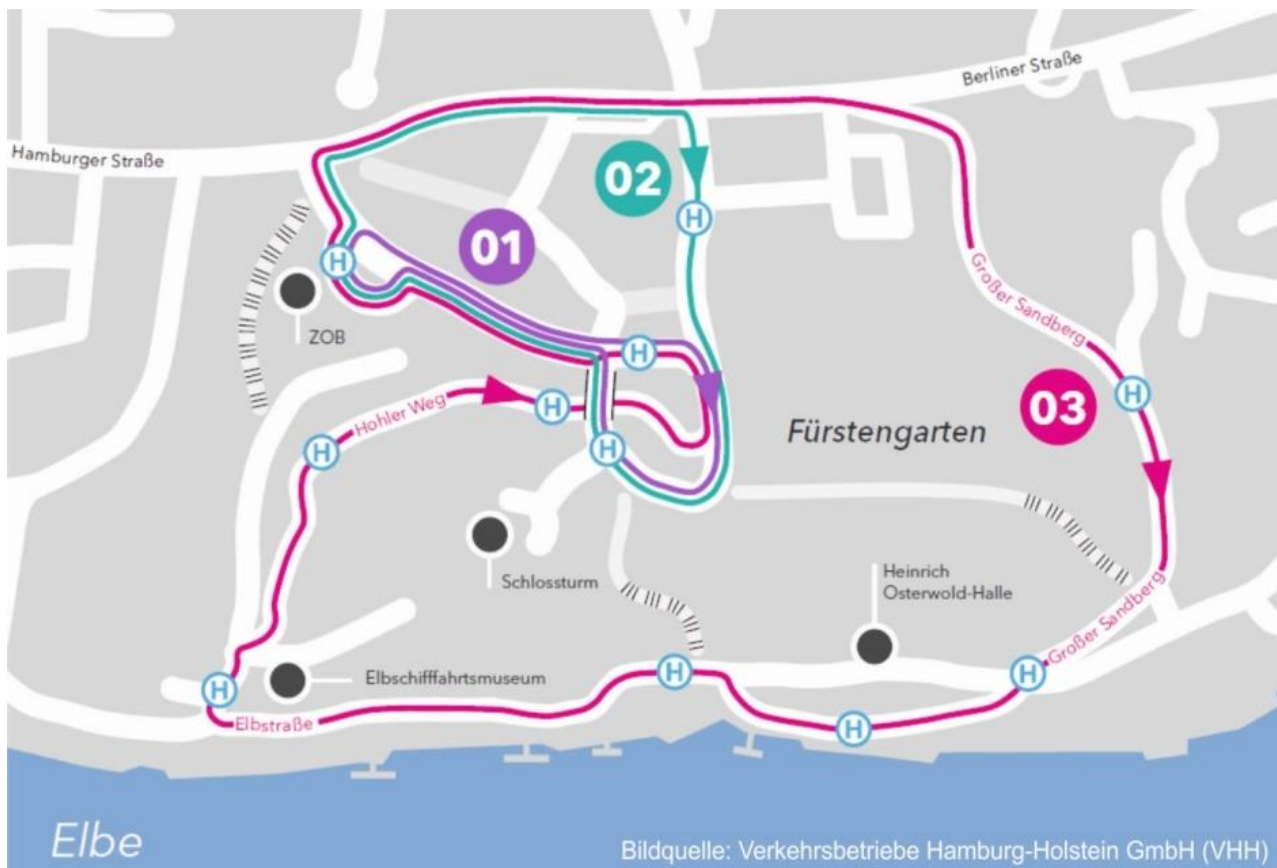 Berliner Straße
Hamburger Straße
02
H
01
H
ZOB
Großer Sandberg
H
H
03
Hohler Weg
H
Fürstengarten
H
H
Schlossturm
Heinrich
Osterwold-Halle
Großer Sandberg
Elbschifffahrtsmuseum
H
H
H
Elbstraße
H
Elbe
Bildquelle: Verkehrsbetriebe Hamburg-Holstein GmbH (VHH)